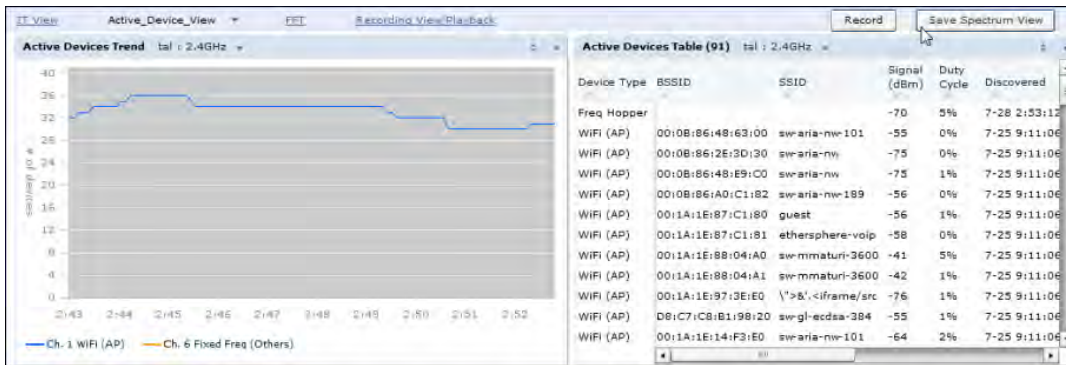 IT View Active_Device_View FFT Recording View/Playback Record Save Spectrum View
Active Devices Trend tal : 2.4GHz
# of devices
40
36
32
28
24
20
16
12
8
4
0
2:43 2:44 2:45 2:46 2:47 2:48 2:49 2:50 2:51 2:52
Ch. 1 WiFi (AP) Ch. 6 Fixed Freq (Others)
Active Devices Table (91) tal : 2.4GHz
Device Type BSSID SSID Signal (dBm) Duty Cycle Discovered
Freq Hopper -70 5% 7-28 2:53:12
WiFi (AP) 00:0B:86:48:63:00 sw-aria-nw-101 -55 0% 7-25 9:11:06
WiFi (AP) 00:0B:86:2E:3D:30 sw-aria-nw -75 0% 7-25 9:11:06
WiFi (AP) 00:0B:86:48:E9:C0 sw-aria-nw -75 1% 7-25 9:11:06
WiFi (AP) 00:0B:86:A0:C1:82 sw-aria-nw-189 -56 0% 7-25 9:11:06
WiFi (AP) 00:1A:1E:87:C1:80 guest -56 1% 7-25 9:11:06
WiFi (AP) 00:1A:1E:87:C1:81 ethersphere-voip -58 0% 7-25 9:11:06
WiFi (AP) 00:1A:1E:88:04:A0 sw-mmaturi-3600 -41 5% 7-25 9:11:06
WiFi (AP) 00:1A:1E:88:04:A1 sw-mmaturi-3600 -42 1% 7-25 9:11:06
WiFi (AP) 00:1A:1E:97:3E:E0 \">&'.<iframe/src -76 1% 7-25 9:11:06
WiFi (AP) D8:C7:C8:B1:98:20 sw-gl-ecdsa-384 -55 1% 7-25 9:11:06
WiFi (AP) 00:1A:1E:14:F3:E0 sw-aria-nw-101 -64 2% 7-25 9:11:06